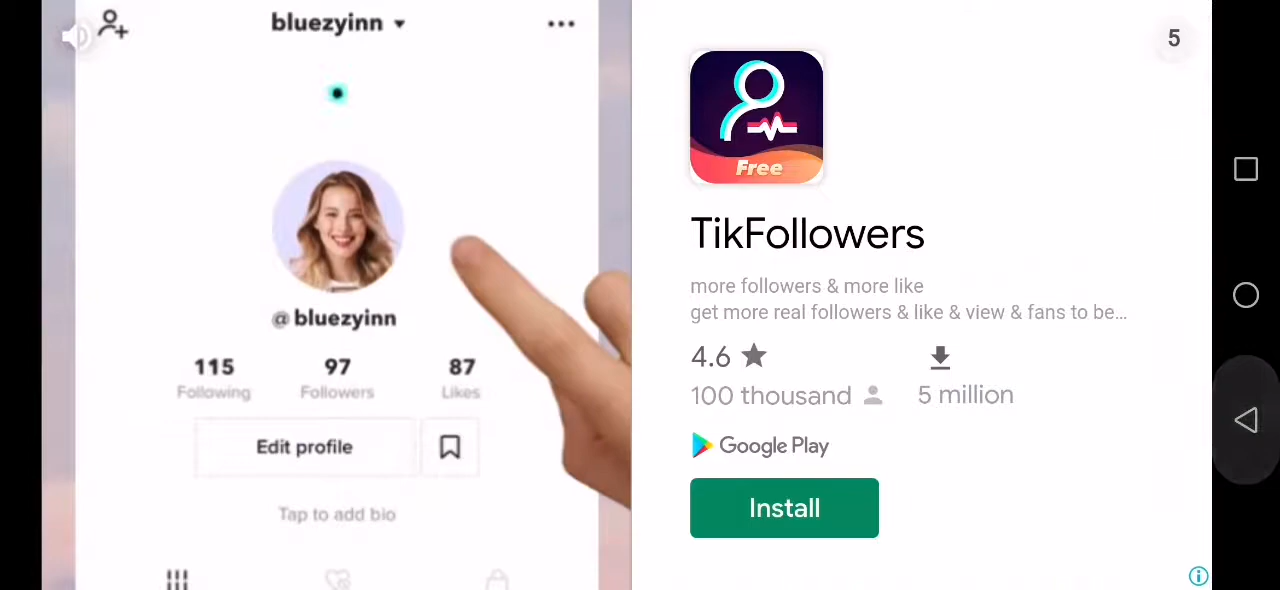 bluezyinn
@bluezyinn
115 97 87
Following Followers Likes
Edit profile
Tap to add bio
5
Free
TikFollowers
more followers & more like
get more real followers & like & view & fans to be...
4.6
100 thousand 5 million
Google Play
Install